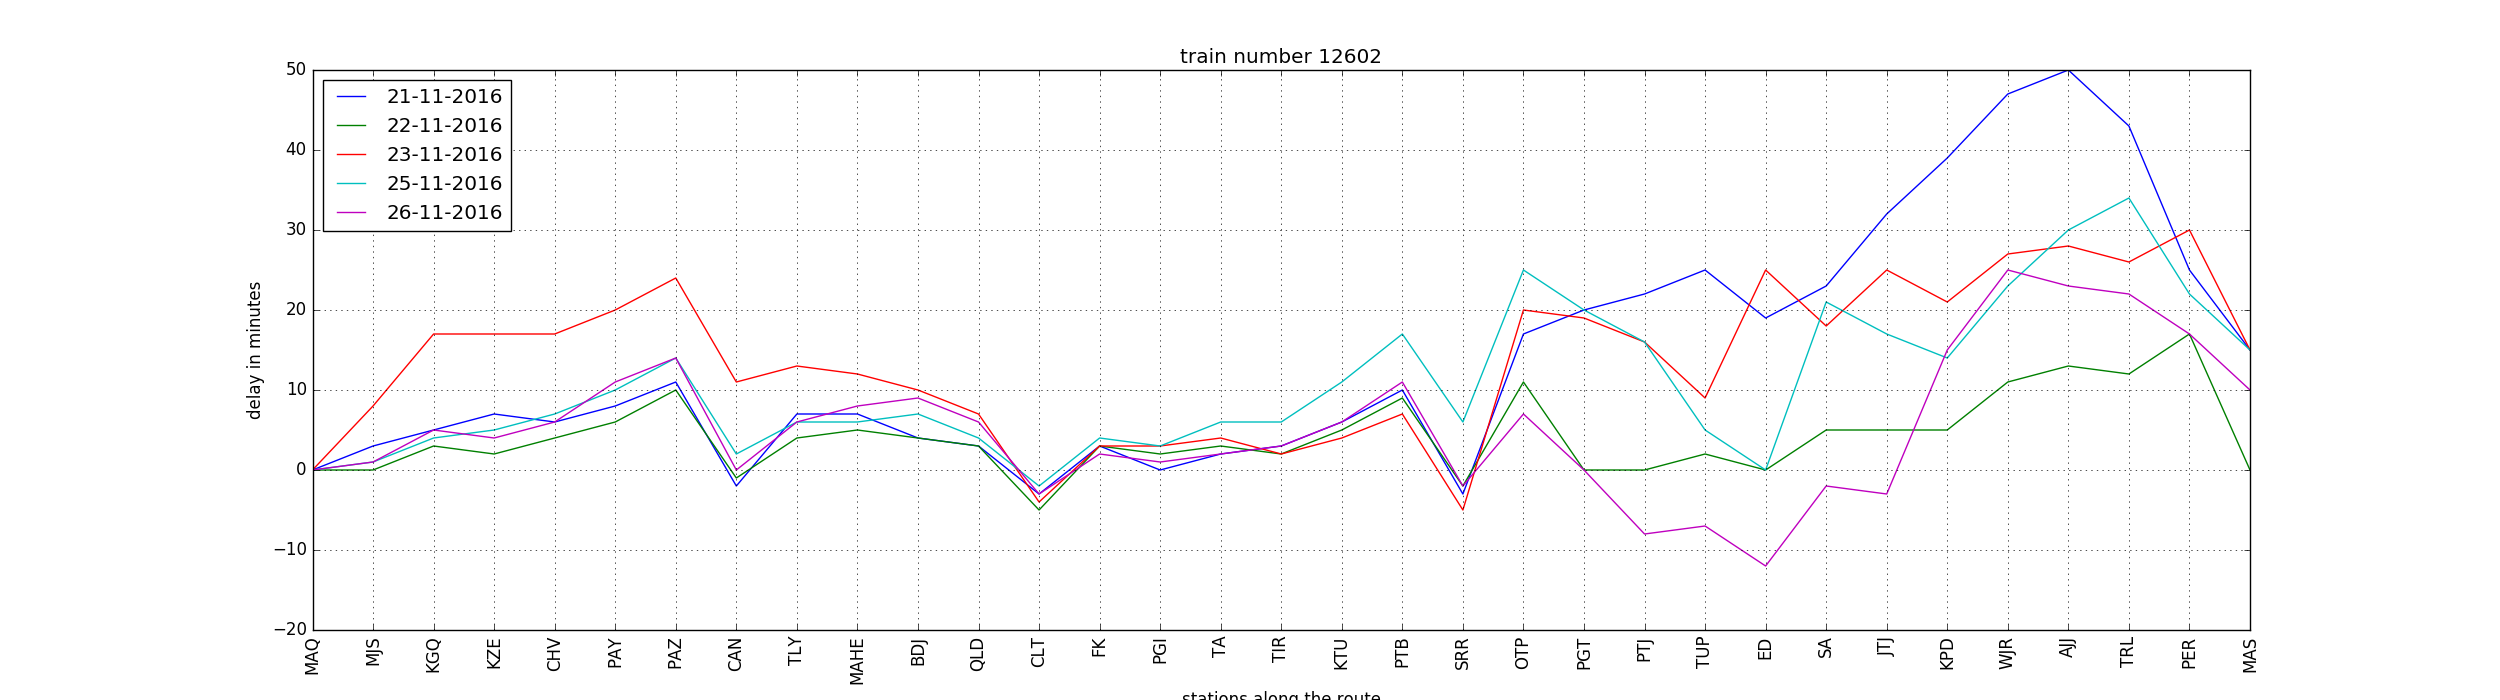 train number 12602
50
40
30
20
10
0
−10
−20
delay in minutes
21-11-2016
22-11-2016
23-11-2016
25-11-2016
26-11-2016
MAQ
MJS
KGQ
KZE
CHV
PAY
PAZ
CAN
TLY
MAHE
BDJ
QLD
CLT
FK
PGI
TA
TIR
KTU
PTB
SRR
OTP
PGT
PTJ
TUP
ED
SA
JTJ
KPD
WJR
AJJ
TRL
PER
MAS
stations along the route